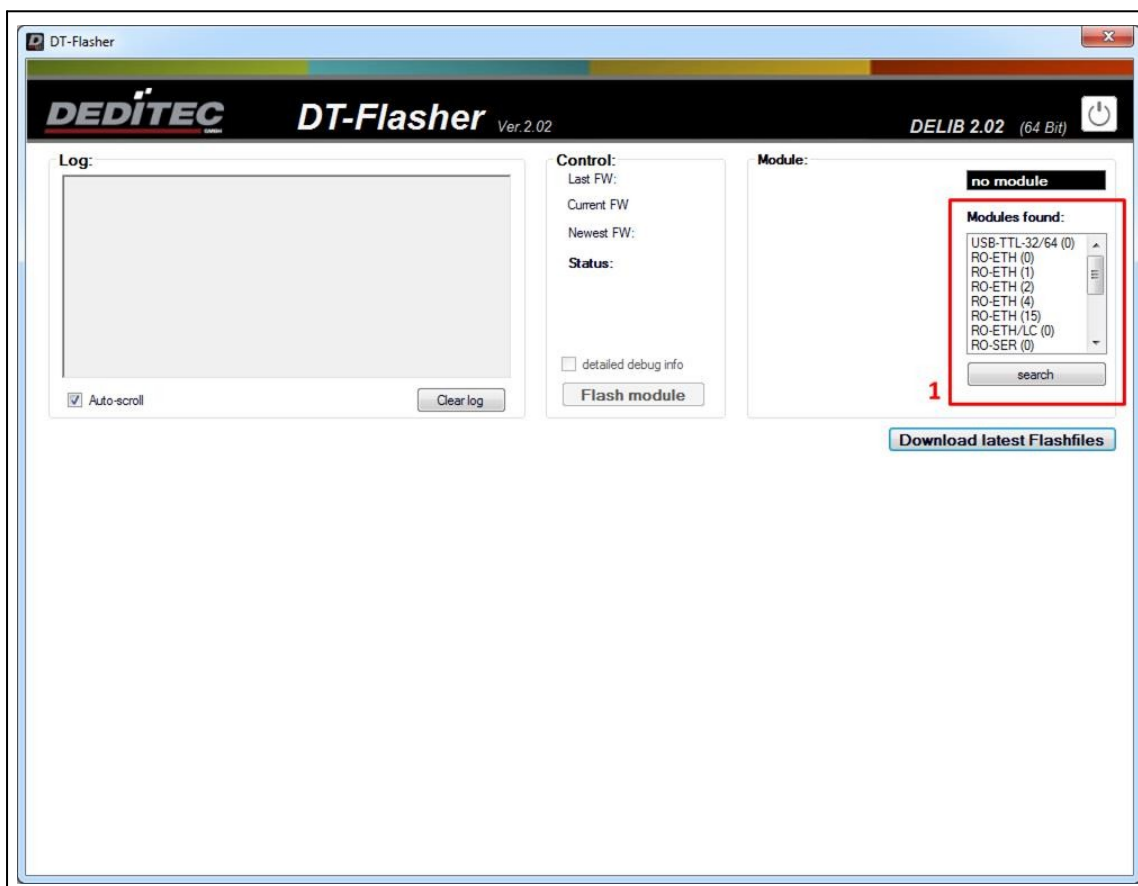 DT-Flasher
DEDITEC
GMBH
DT-Flasher Ver.2.02
DELIB 2.02 (64 Bit)
Log:
Auto-scroll
Clear log
Control:
Last FW:
Current FW
Newest FW:
Status:
detailed debug info
Flash module
Module:
no module
Modules found:
USB-TTL-32/64 (0)
RO-ETH (0)
RO-ETH (1)
RO-ETH (2)
RO-ETH (4)
RO-ETH (15)
RO-ETH/LC (0)
RO-SER (0)
search
1
Download latest Flashfiles